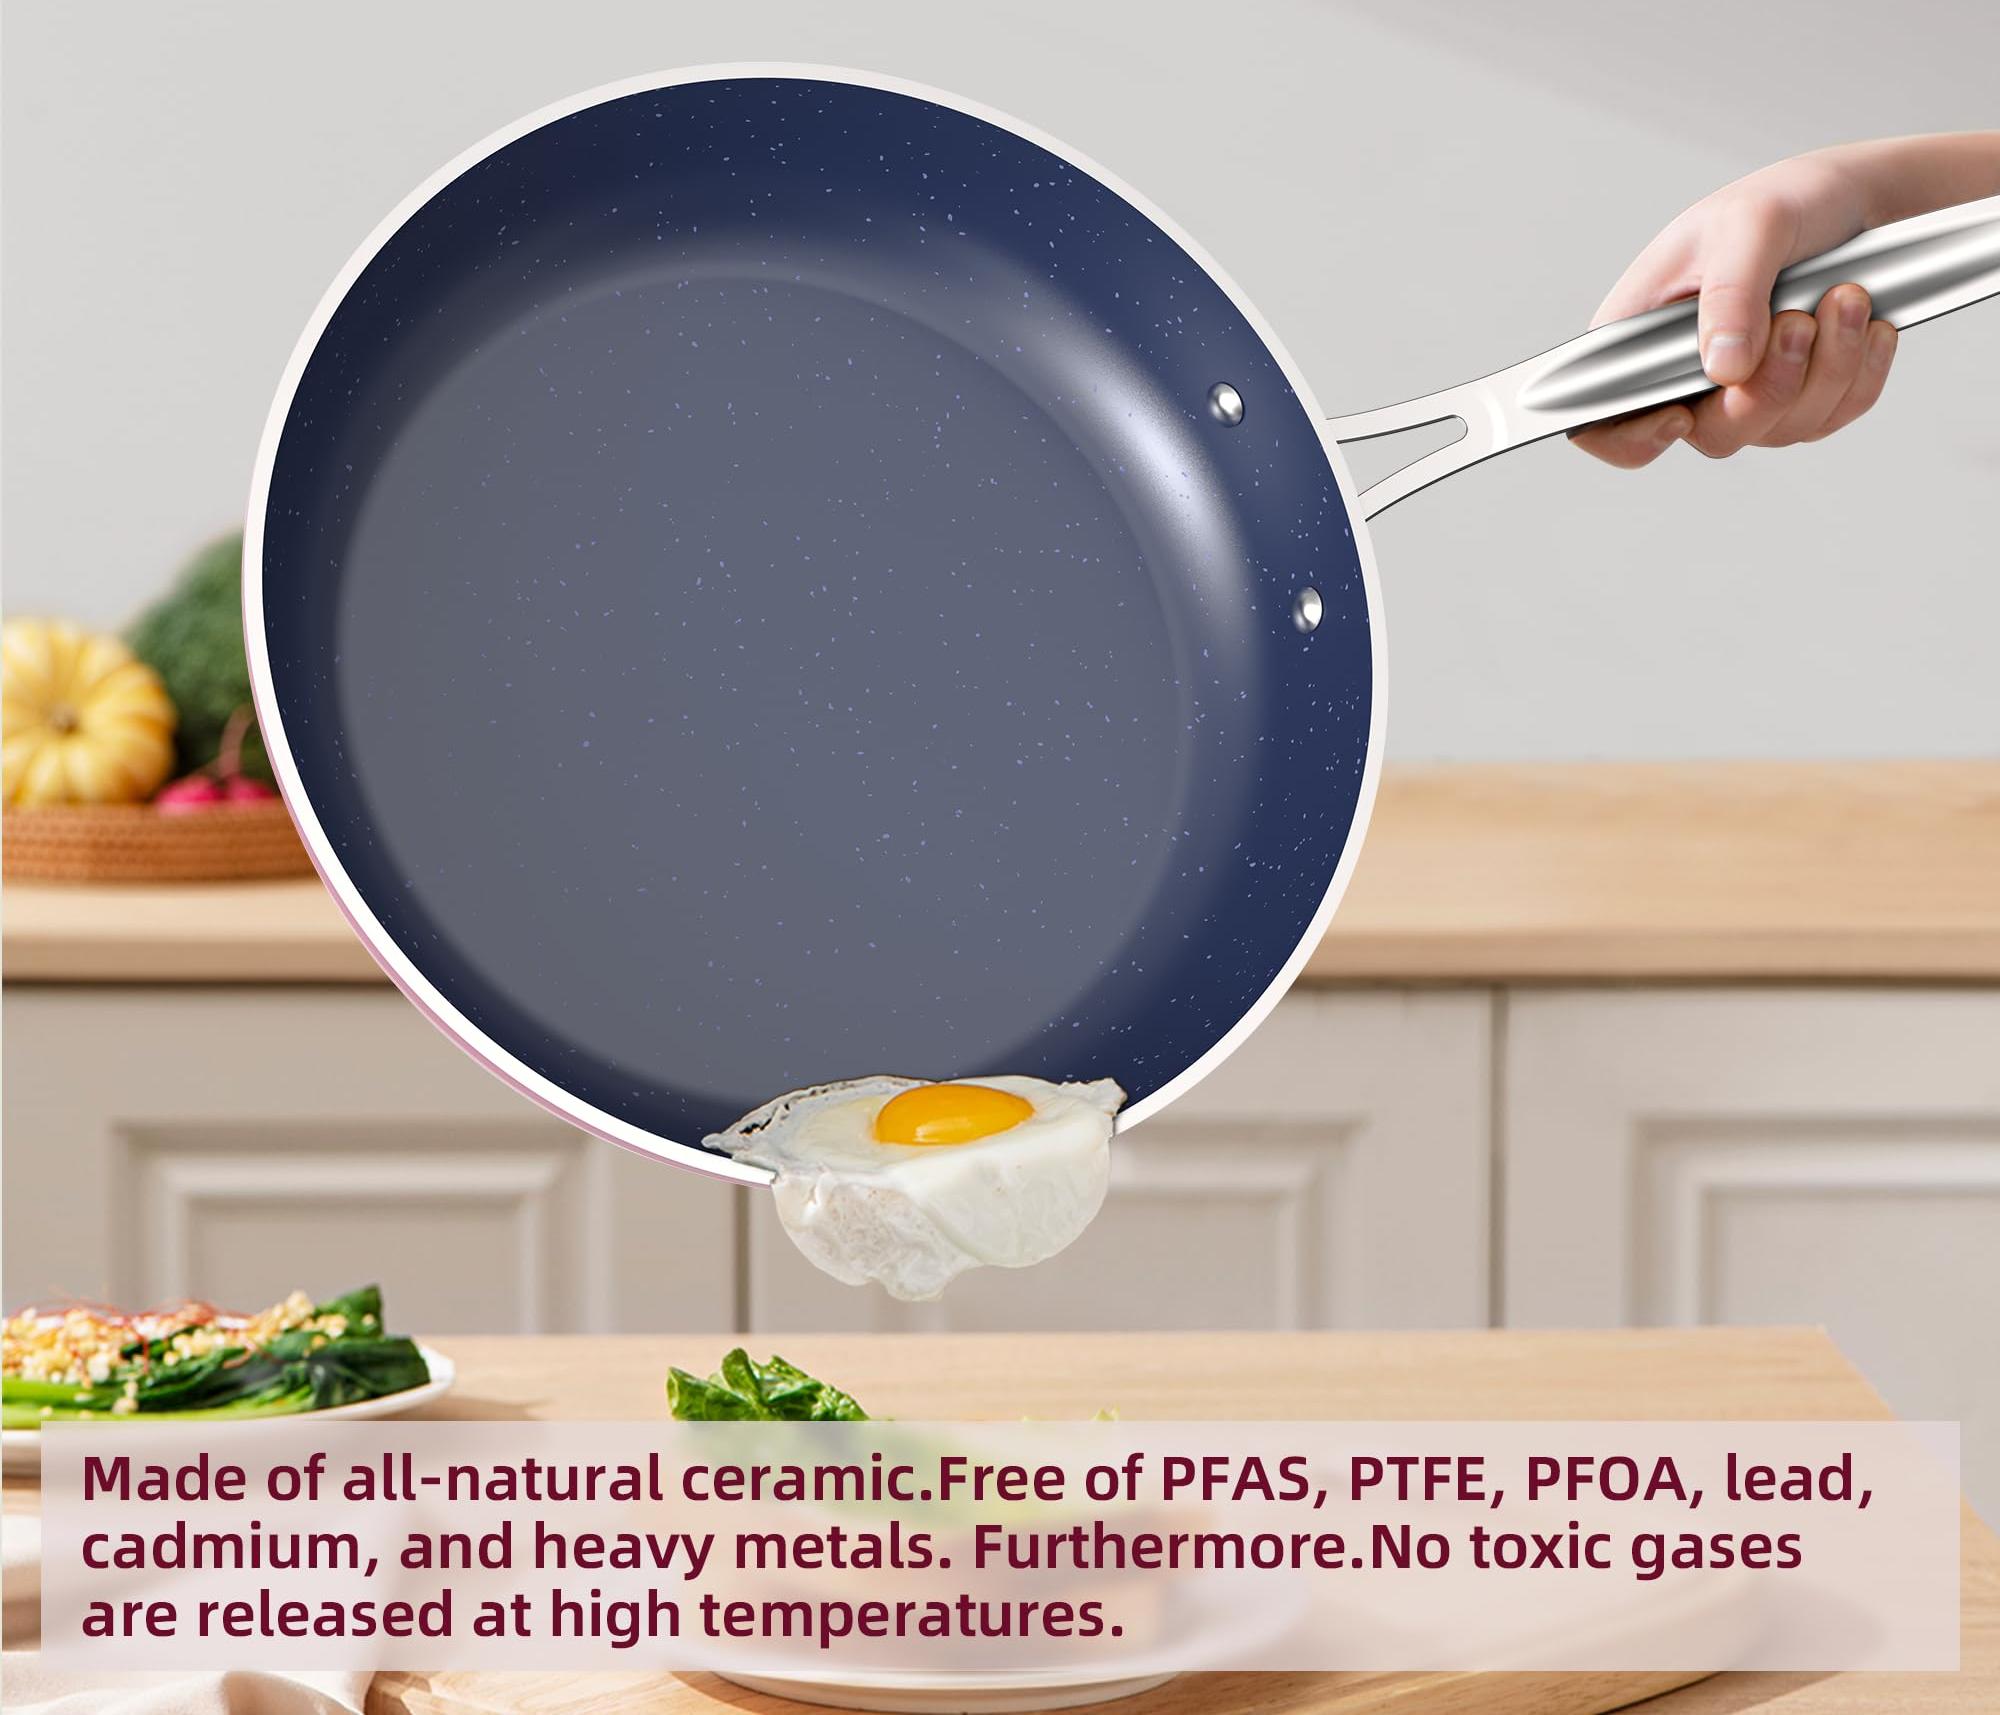 Made of all-natural ceramic.Free of PFAS, PTFE, PFOA, lead,
cadmium, and heavy metals. Furthermore.No toxic gases
are released at high temperatures.